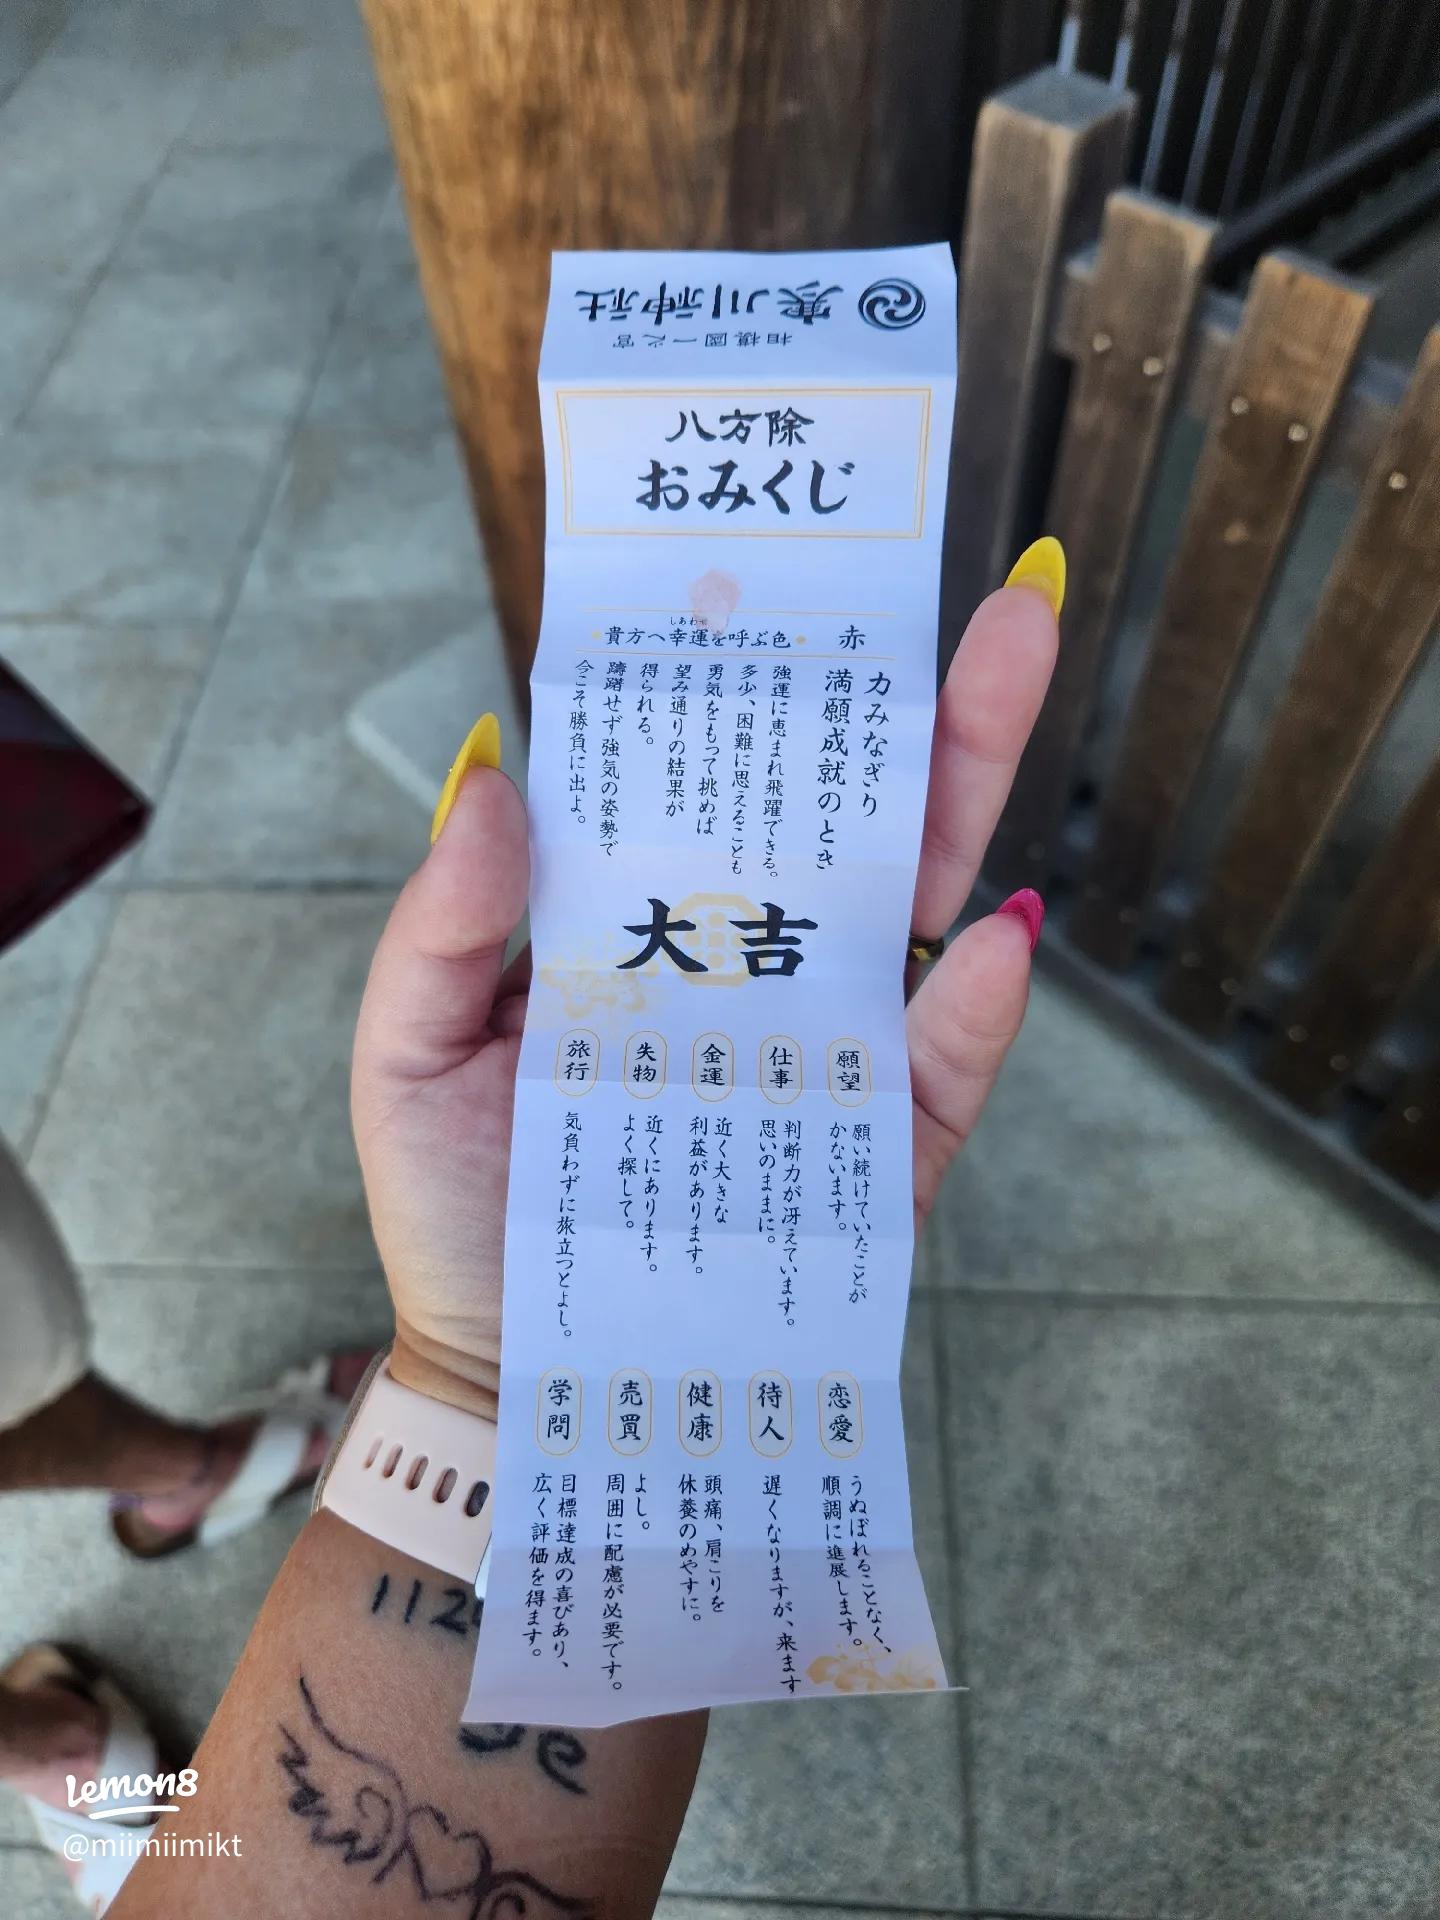 寒川神社
相模國一之宮
八方除
おみくじ
貴方へ幸運を呼ぶ色
しあわせ
赤
力みなぎり
満願成就のとき
強運に恵まれ飛躍できる。
多少、困難に思えることも
勇気をもって挑めば
望み通りの結果が
得られる。
躊躇せず強気の姿勢で
今こそ勝負に出よ。
大吉
願望
願い続けていたことが
かないます。
仕事
判断力が冴えています。
思いのままに。
金運
近く大きな
利益があります。
失物
近くにあります。
よく探して。
旅行
気負わずに旅立つとよし。
恋愛
うぬぼれることなく、
順調に進展します。
待人
遅くなりますが、来ます
健康
頭痛、肩こりを
休養のめやすに。
売買
よし。
周囲に配慮が必要です。
学問
目標達成の喜びあり、
広く評価を得ます。
112
Lemon8
@miimiimikt